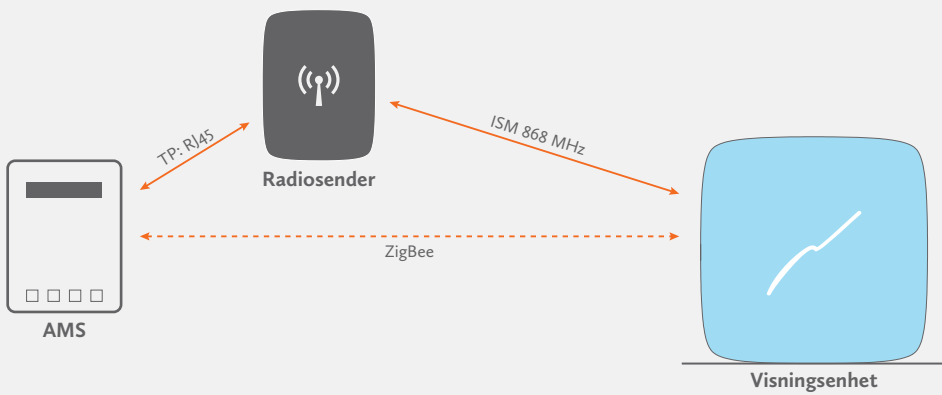 TP: RJ45
ISM 868 MHz
Radiosender
ZigBee
AMS
Visningsenhet